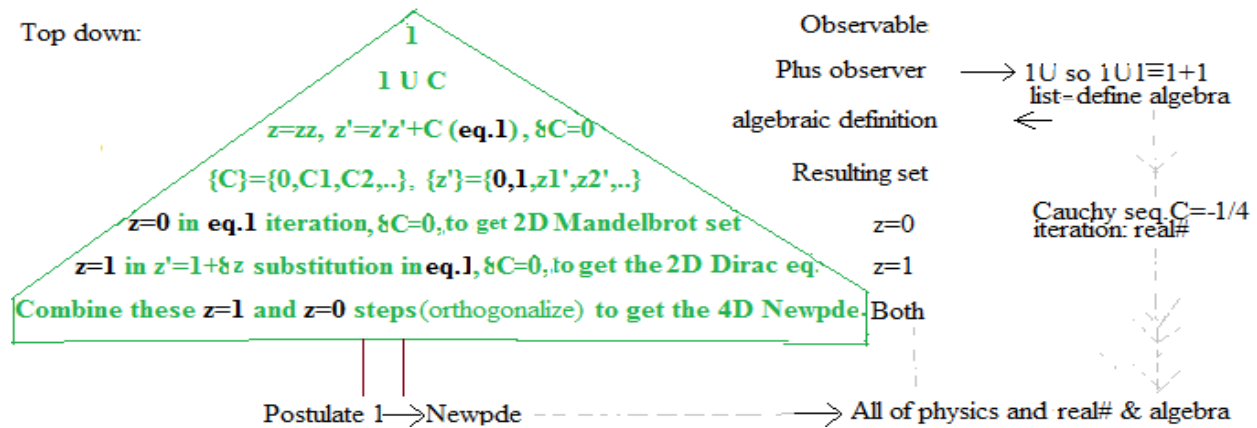 Top down:
1
Observable
1 U C
Plus observer
1U so 1U1≡1+1
list-define algebra
z=zz, z'=z'z'+C (eq.1), δC=0
algebraic definition
{C}={0,C1,C2,..}, {z'}={0,1,z1',z2',..}
Resulting set
z=0 in eq.1 iteration, δC=0, to get 2D Mandelbrot set
z=0
Cauchy seq.C=-1/4
iteration: real#
z=1 in z'=1+δz substitution in eq.1, δC=0, to get the 2D Dirac eq.
z=1
Combine these z=1 and z=0 steps(orthogonalize) to get the 4D Newpde.
Both
Postulate 1→Newpde
All of physics and real# & algebra